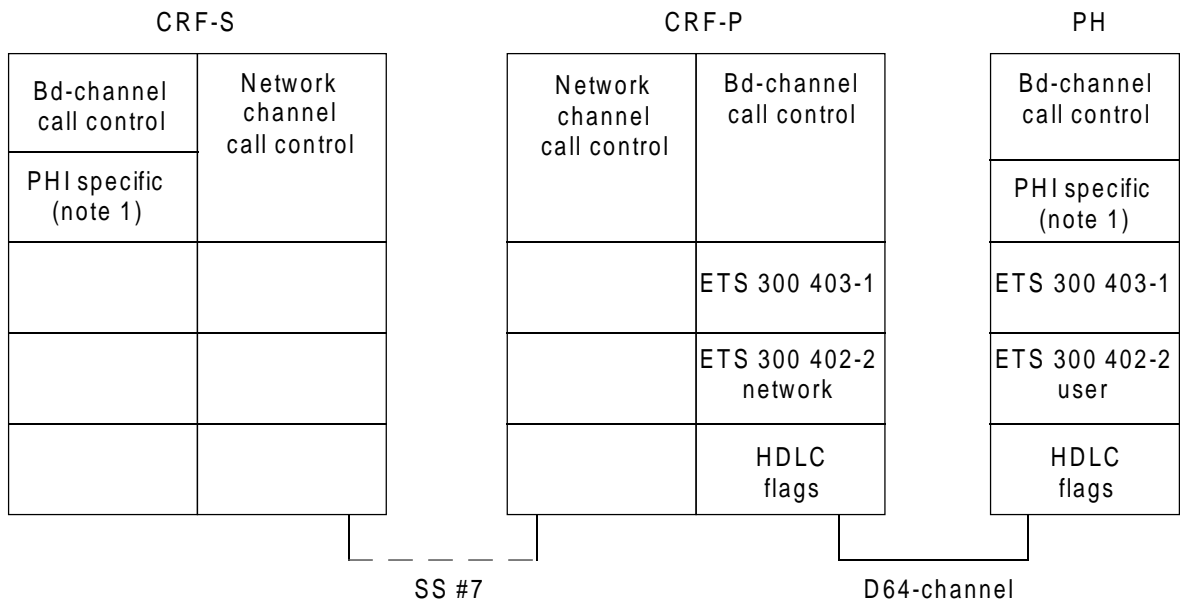 CRF-S
CRF-P
PH
Bd-channel
call control
Network
channel
call control
PHI specific
(note 1)
Network
channel
call control
Bd-channel
call control
ETS 300 403-1
ETS 300 402-2
network
HDLC
flags
Bd-channel
call control
PHI specific
(note 1)
ETS 300 403-1
ETS 300 402-2
user
HDLC
flags
SS #7
D64-channel